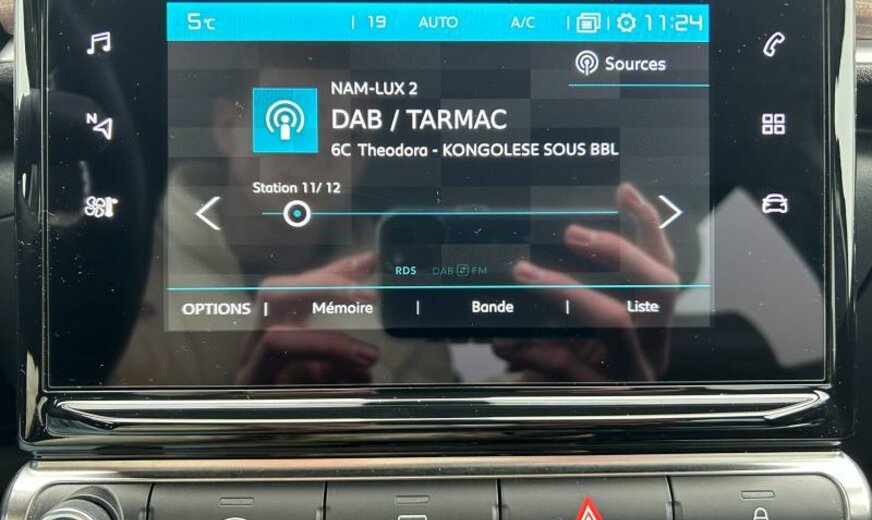 5°C | 19 AUTO A/C | | 11:24
Sources
NAM-LUX 2
DAB / TARMAC
6C Theodora - KONGOLESE SOUS BBL
Station 11/ 12
RDS DAB FM
OPTIONS | Mémoire | Bande | Liste
N